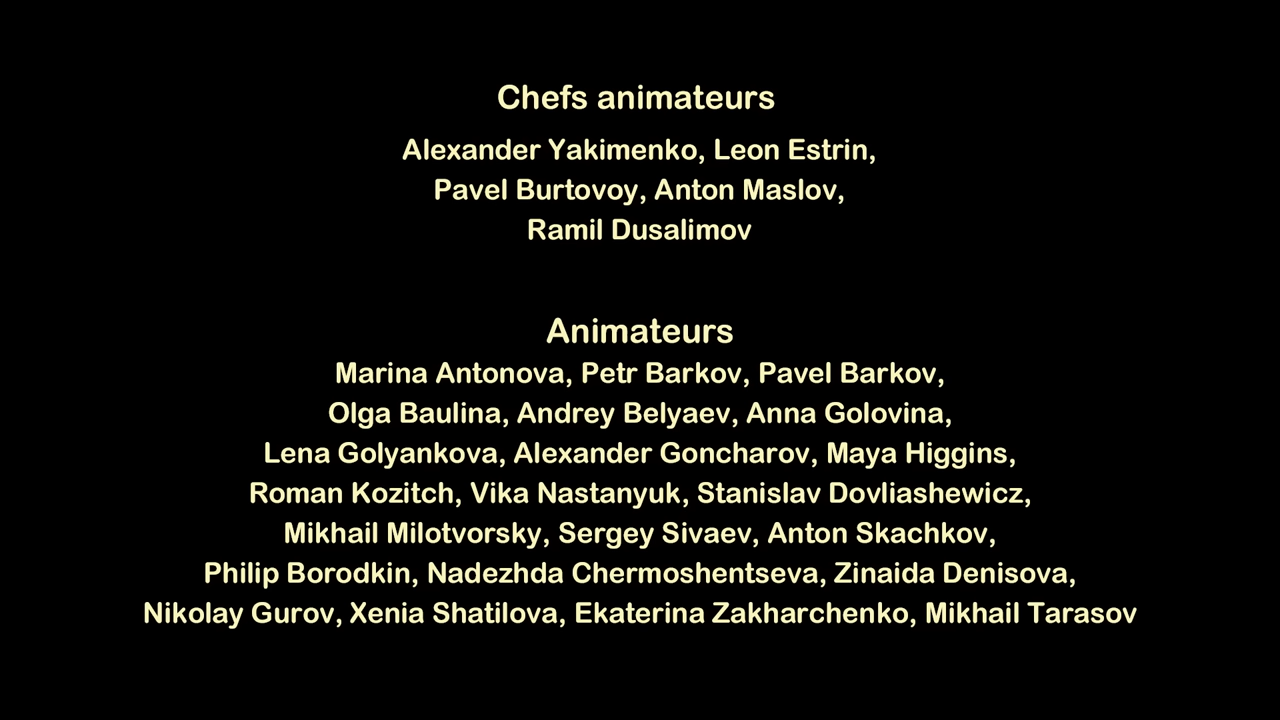 Chefs animateurs
Alexander Yakimenko, Leon Estrin,
Pavel Burtovoy, Anton Maslov,
Ramil Dusalimov
Animateurs
Marina Antonova, Petr Barkov, Pavel Barkov,
Olga Baulina, Andrey Belyaev, Anna Golovina,
Lena Golyankova, Alexander Goncharov, Maya Higgins,
Roman Kozitch, Vika Nastanyuk, Stanislav Dovliashewicz,
Mikhail Milotvorsky, Sergey Sivaev, Anton Skachkov,
Philip Borodkin, Nadezhda Chermoshentseva, Zinaida Denisova,
Nikolay Gurov, Xenia Shatilova, Ekaterina Zakharchenko, Mikhail Tarasov